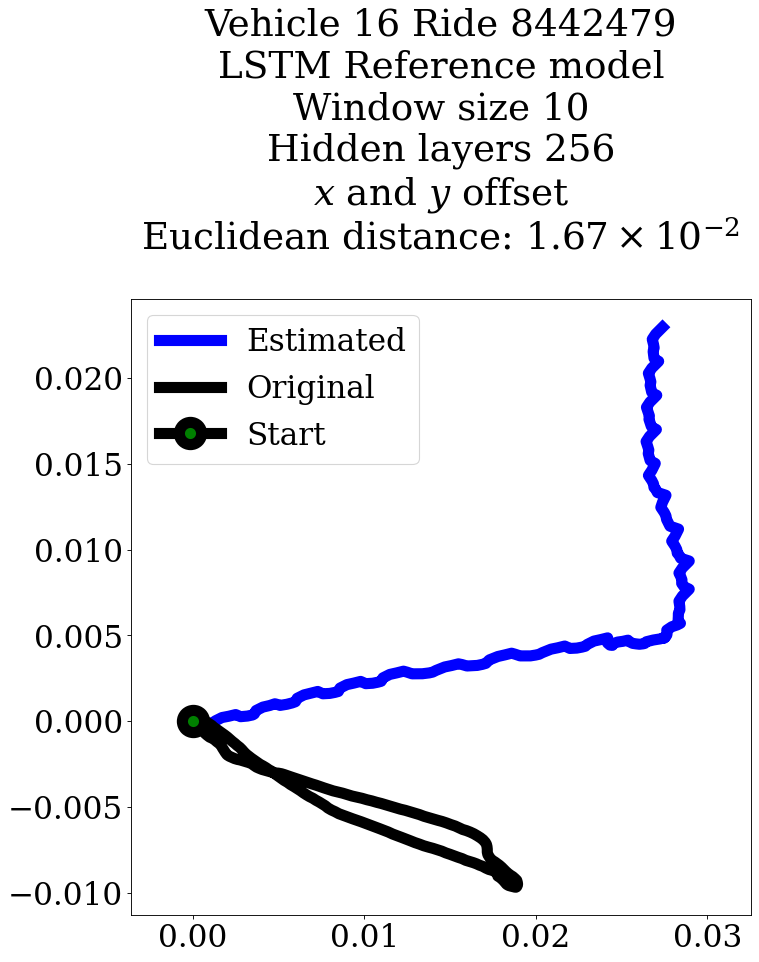 Vehicle 16 Ride 8442479
LSTM Reference model
Window size 10
Hidden layers 256
x and y offset
Euclidean distance: 1.67 × 10⁻²
Estimated
Original
Start
0.020
0.015
0.010
0.005
0.000
−0.005
−0.010
0.00 0.01 0.02 0.03